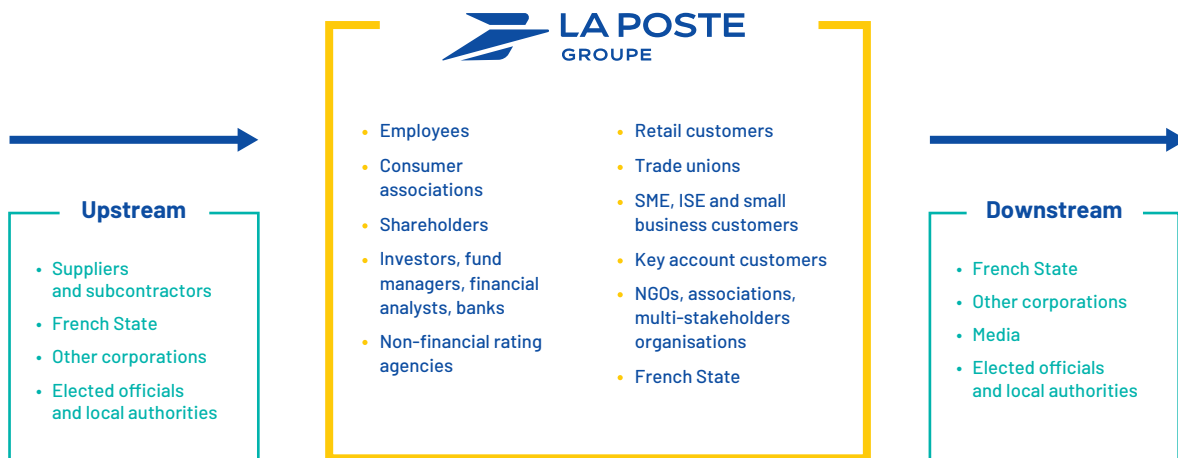 LA POSTE
GROUPE
Upstream
• Suppliers
and subcontractors
• French State
• Other corporations
• Elected officials
and local authorities
• Employees
• Consumer
associations
• Shareholders
• Investors, fund
managers, financial
analysts, banks
• Non-financial rating
agencies
• Retail customers
• Trade unions
• SME, ISE and small
business customers
• Key account customers
• NGOs, associations,
multi-stakeholders
organisations
• French State
Downstream
• French State
• Other corporations
• Media
• Elected officials
and local authorities